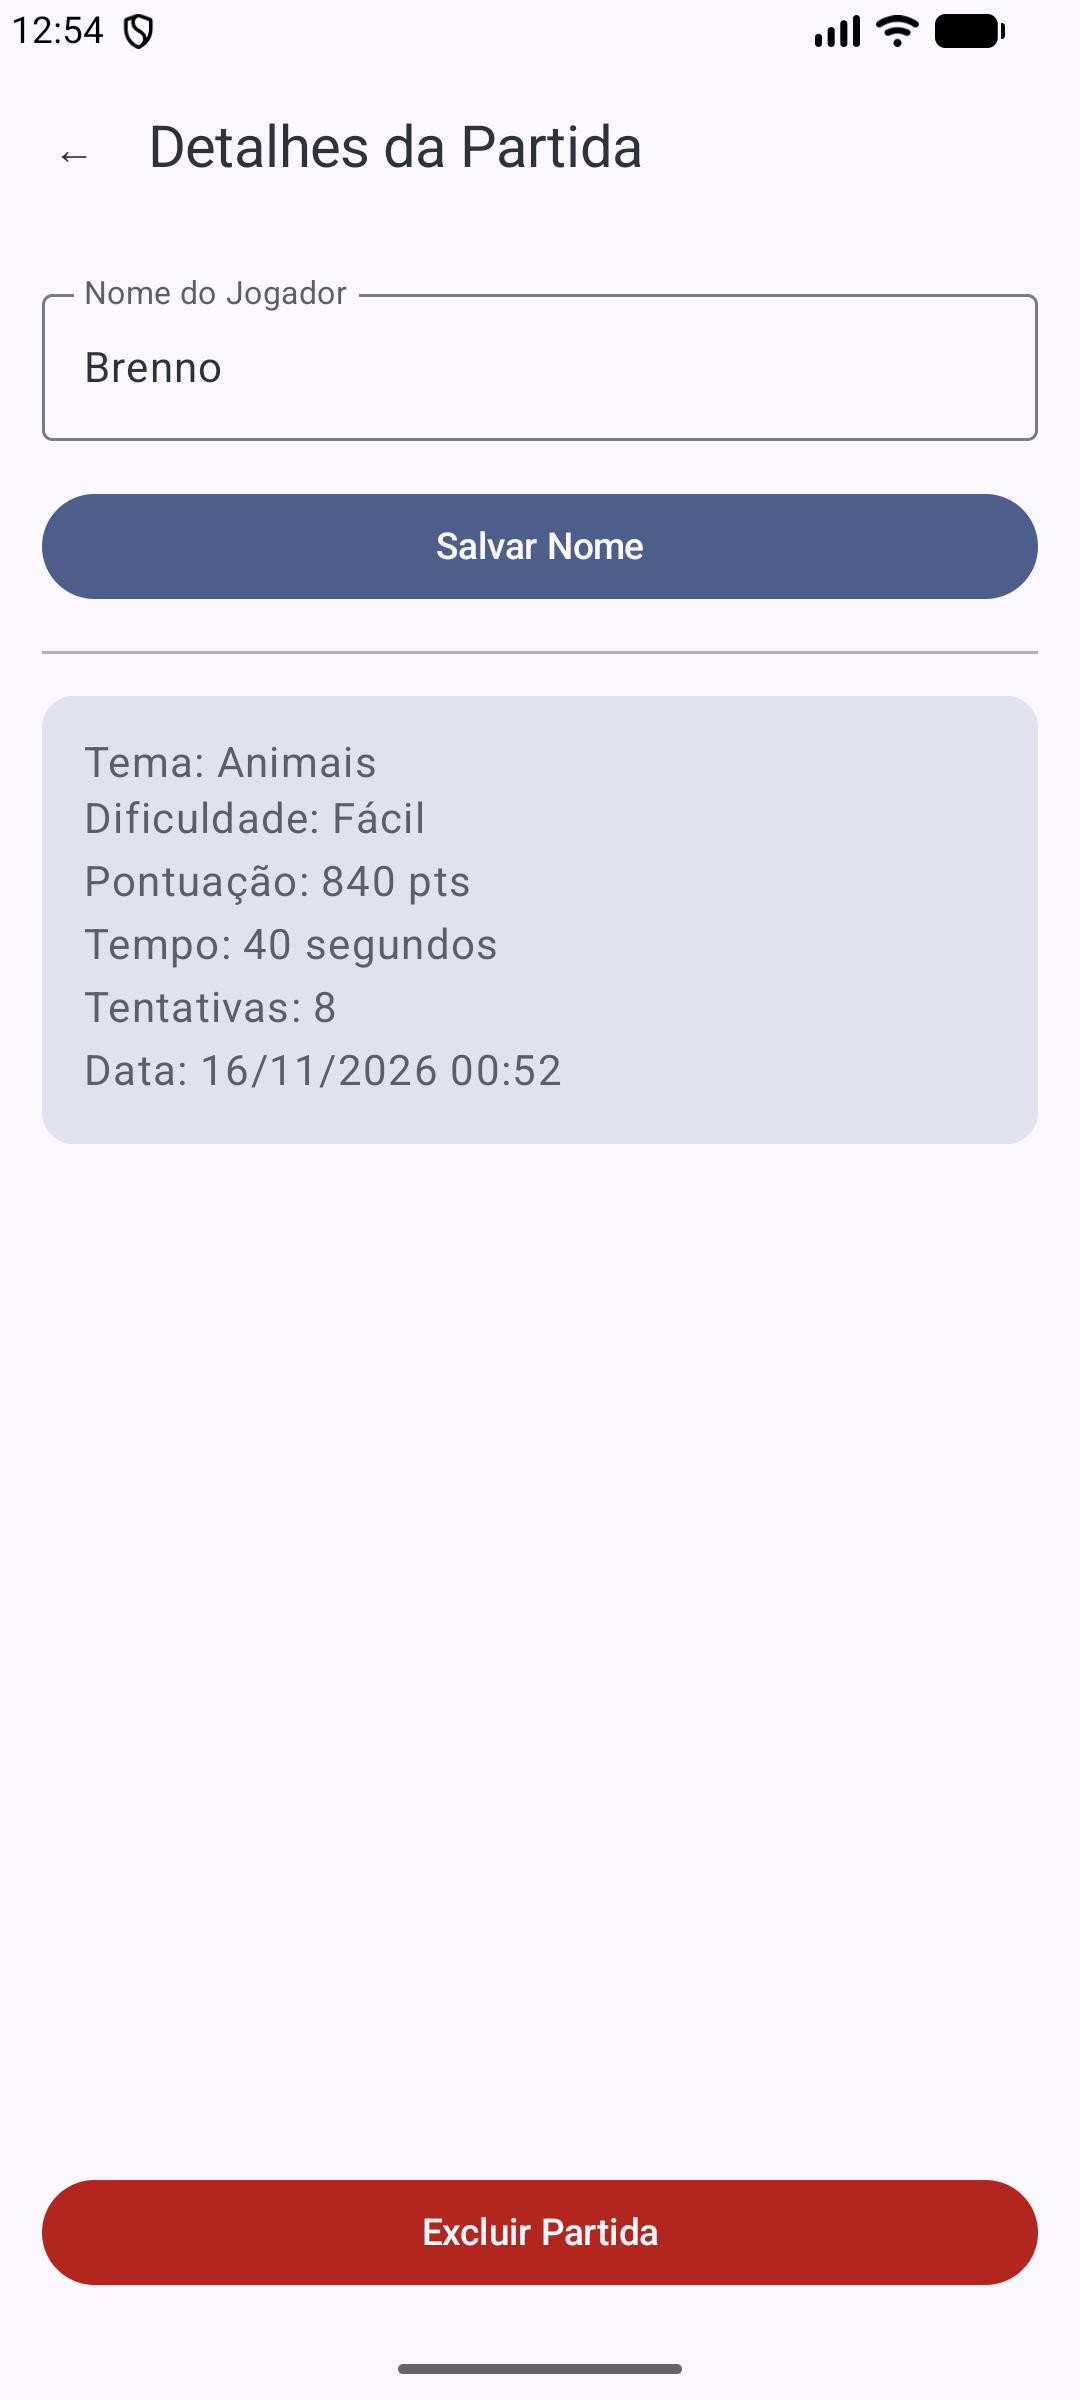 12:54
← Detalhes da Partida
Nome do Jogador
Brenno
Salvar Nome
Tema: Animais
Dificuldade: Fácil
Pontuação: 840 pts
Tempo: 40 segundos
Tentativas: 8
Data: 16/11/2026 00:52
Excluir Partida